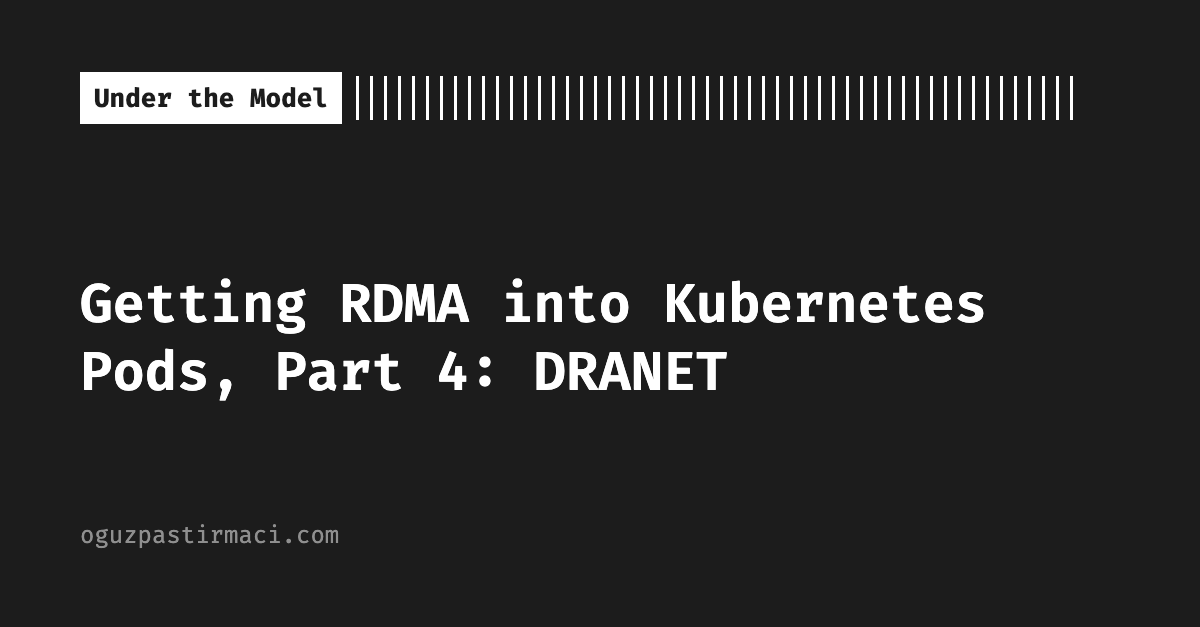 Under the Model
Getting RDMA into Kubernetes
Pods, Part 4: DRANET
oguzpastirmaci.com